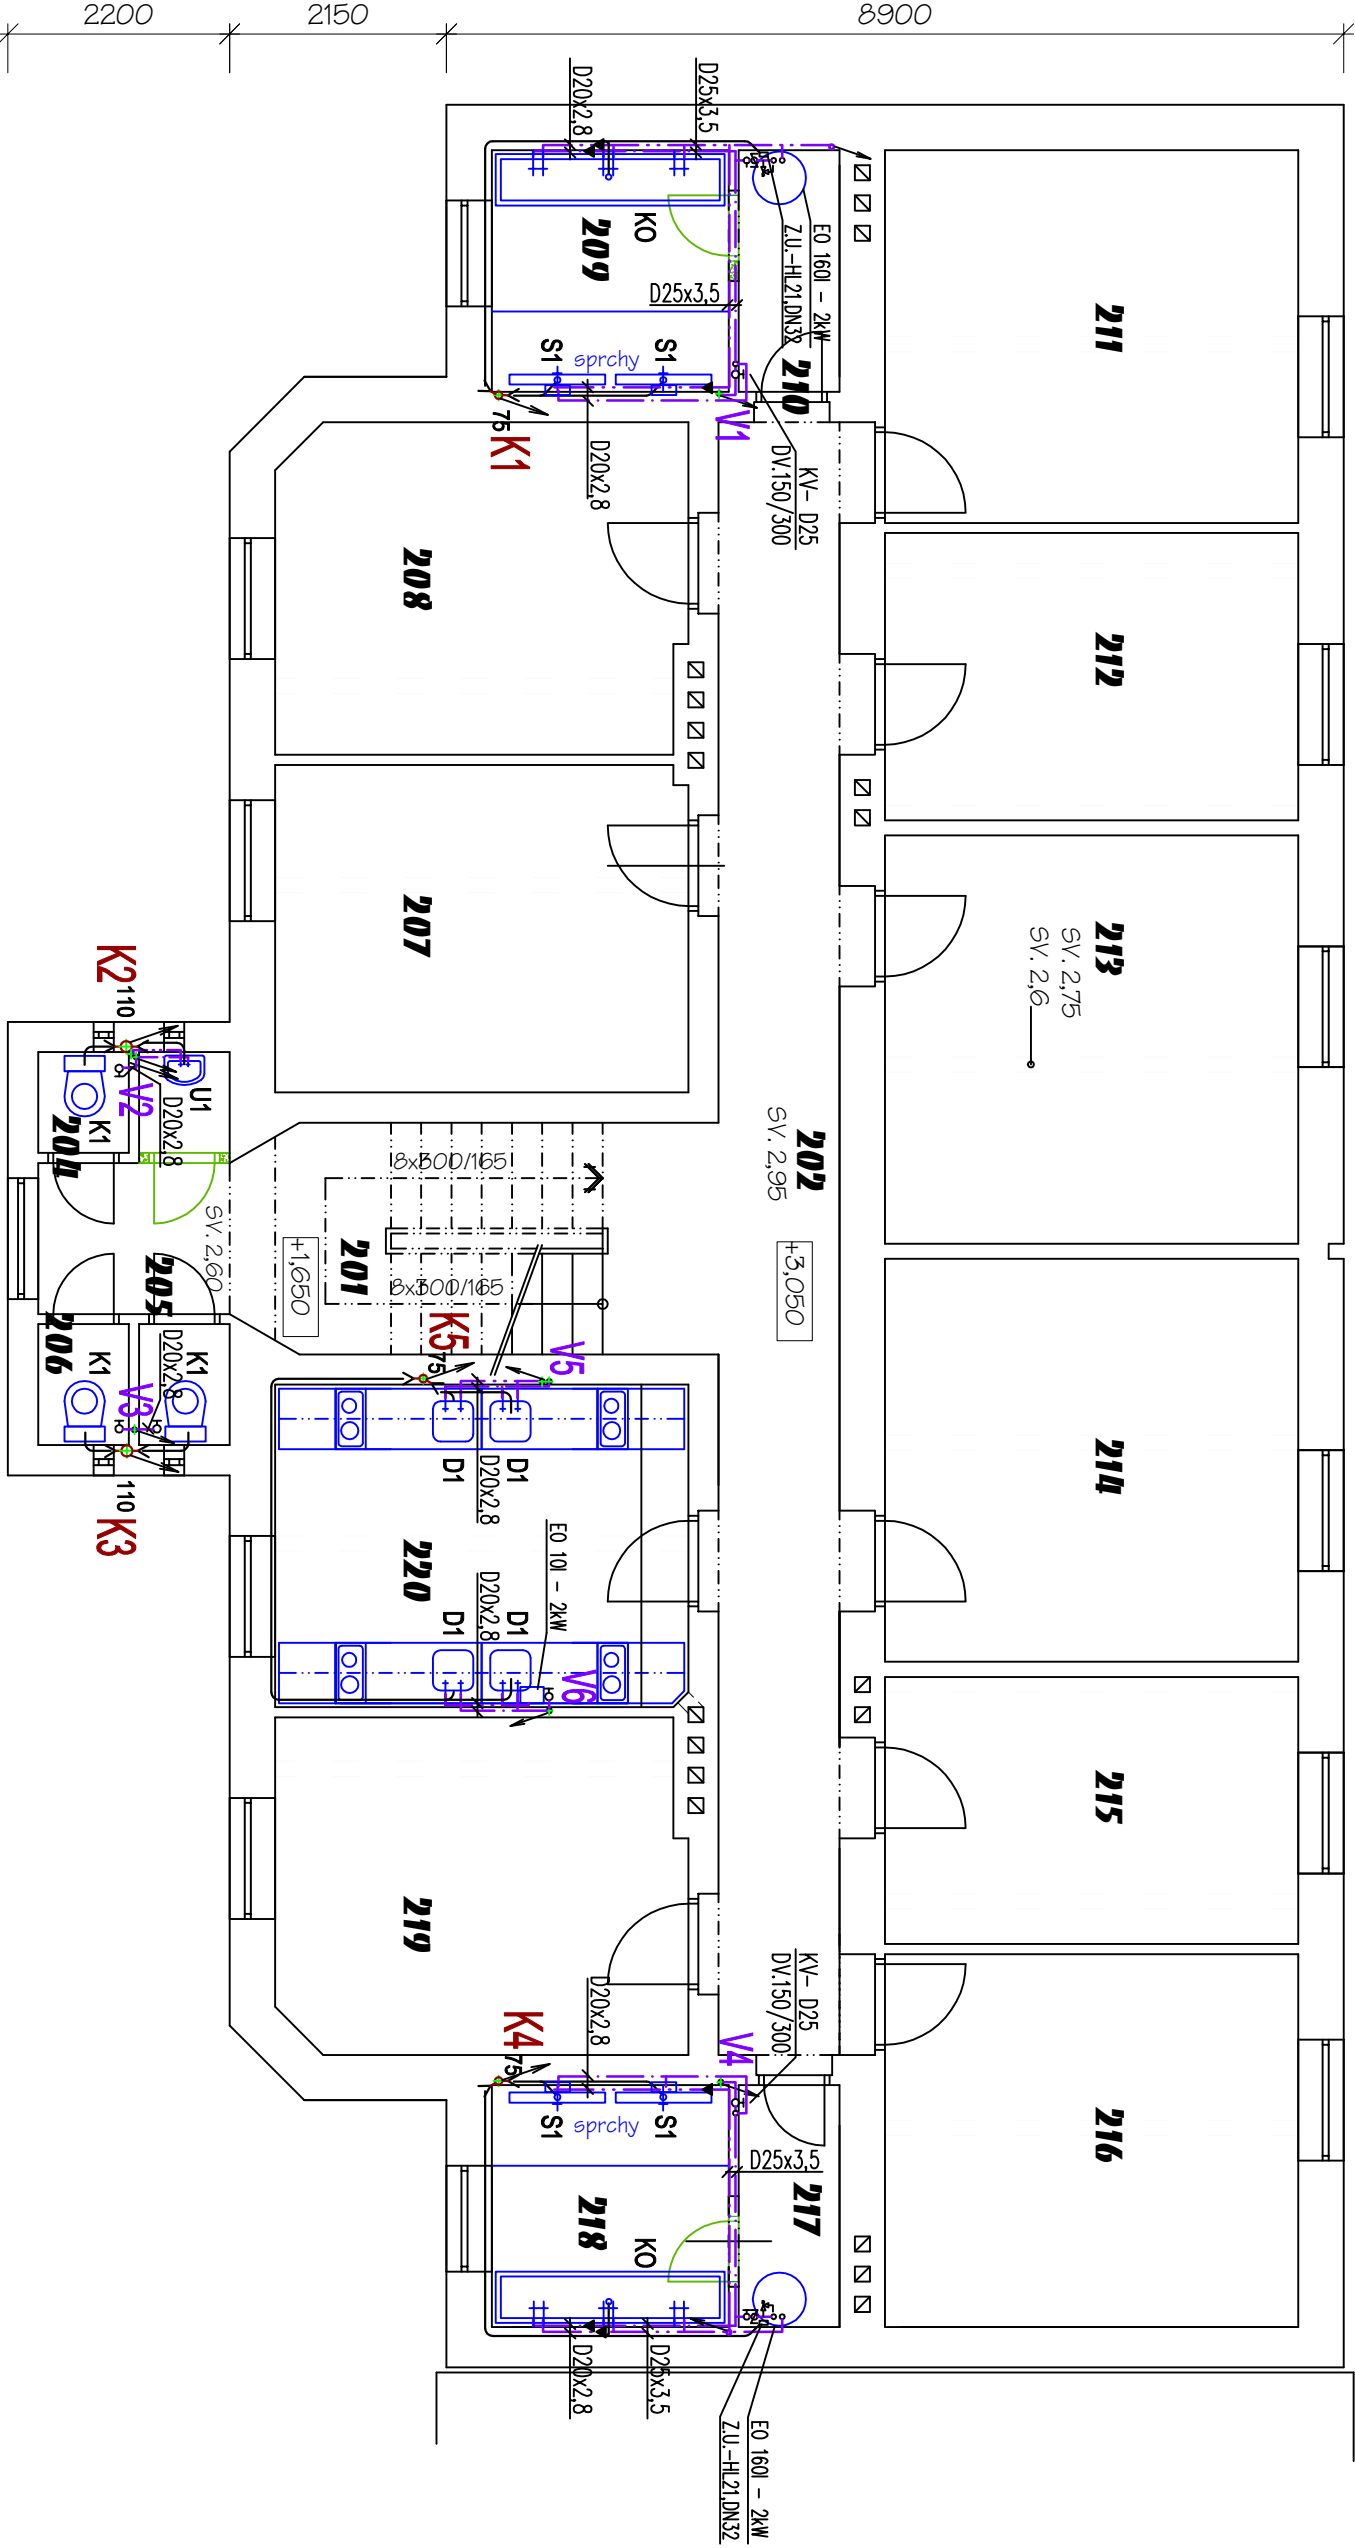 2200
2150
8900
D20x2,8
D25x3,5
EO 160l - 2kW
Z.U.-HL21,DN32
KO
209
D25x3,5
211
S1
sprchy
S1
210
V1
75
K1
D20x2,8
KV- D25
DV.150/300
208
212
207
213
SV. 2,75
SV. 2,6
K2
110
U1
V2
D20x2,8
K1
204
202
SV. 2,95
8x300/165
SV. 2,60
+1,650
201
+3,050
205
8x300/165
206
K5
75
V5
K1
K1
D20x2,8
V3
110
K3
D1
D1
D20x2,8
214
EO 10l - 2kW
220
D20x2,8
D1
D1
V6
215
219
KV- D25
DV.150/300
D20x2,8
K4
75
V4
S1
sprchy
S1
216
D25x3,5
217
218
KO
D20x2,8
D25x3,5
EO 160l - 2kW
Z.U.-HL21,DN32